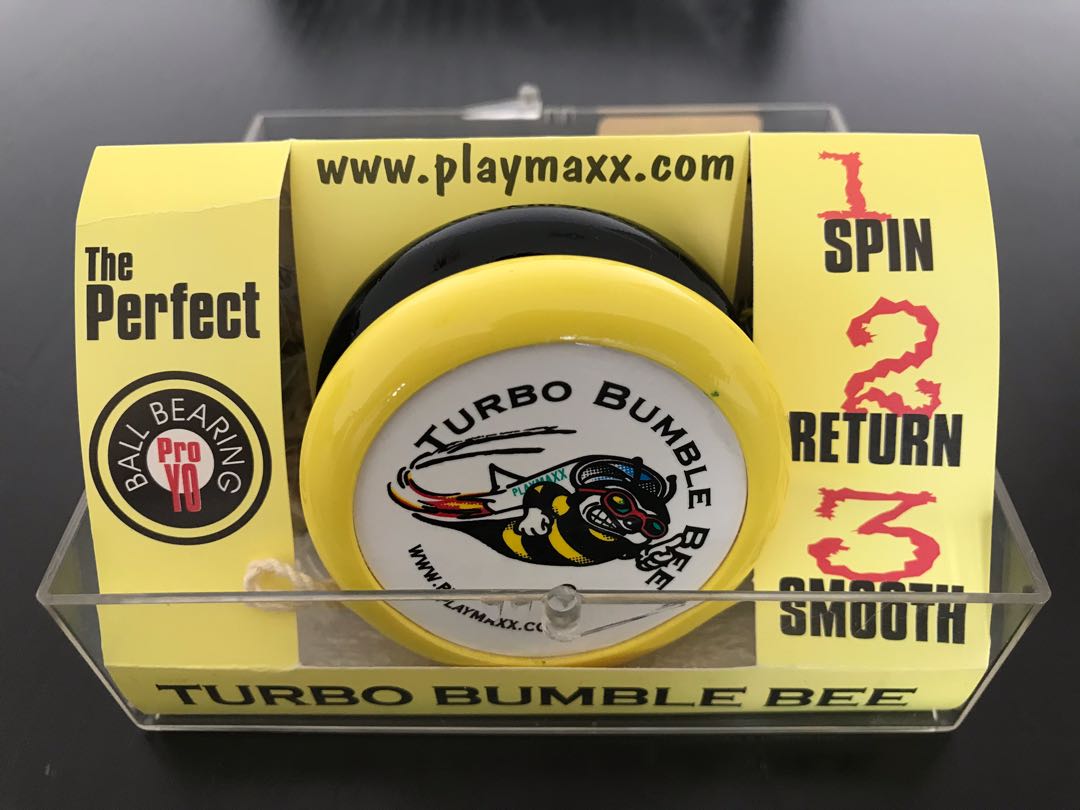 www.playmaxx.com
The
Perfect
BALL BEARING
Pro
YO
TURBO BUMBLE BEE
PLAYMAXX
1
SPIN
2
RETURN
3
SMOOTH
TURBO BUMBLE BEE